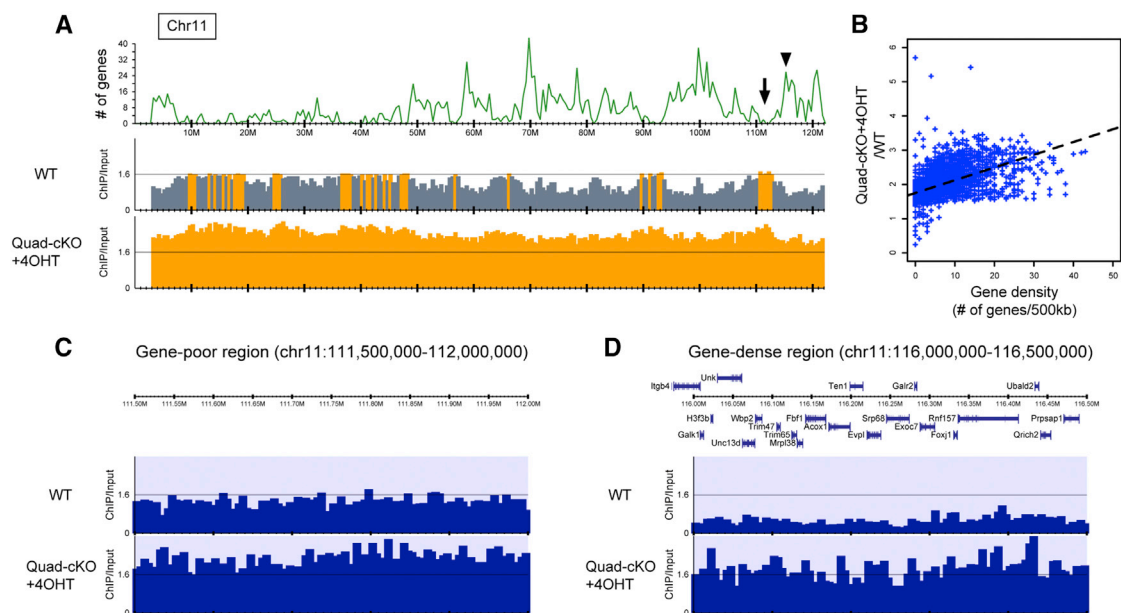 A
Chr11
# of genes
40
28
18
8
0
10M 20M 30M 40M 50M 60M 70M 80M 90M 100M 110M 120M
WT
ChIP/Input
1.6
0
Quad-cKO
+4OHT
ChIP/Input
1.6
0
B
Quad-cKO+4OHT
/WT
6
5
4
3
2
1
0
0 10 20 30 40 50
Gene density
(# of genes/500kb)
C
Gene-poor region (chr11:111,500,000-112,000,000)
111.50M 111.55M 111.60M 111.65M 111.70M 111.75M 111.80M 111.85M 111.90M 111.95M 112.00M
WT
ChIP/Input
1.6
0
Quad-cKO
+4OHT
ChIP/Input
1.6
0
D
Gene-dense region (chr11:116,000,000-116,500,000)
Itgb4 Unk Ten1 Galr2 Ubald2
116.00M 116.05M 116.10M 116.15M 116.20M 116.25M 116.30M 116.35M 116.40M 116.45M 116.50M
H3f3b Wbp2 Fbf1 Srp68 Rnf157 Prpsap1
Trim47 Acox1 Exoc7
Galk1 Trim65 Evpl Foxj1 Qrich2
Unc13d Mrpl38
WT
ChIP/Input
1.6
0
Quad-cKO
+4OHT
ChIP/Input
1.6
0